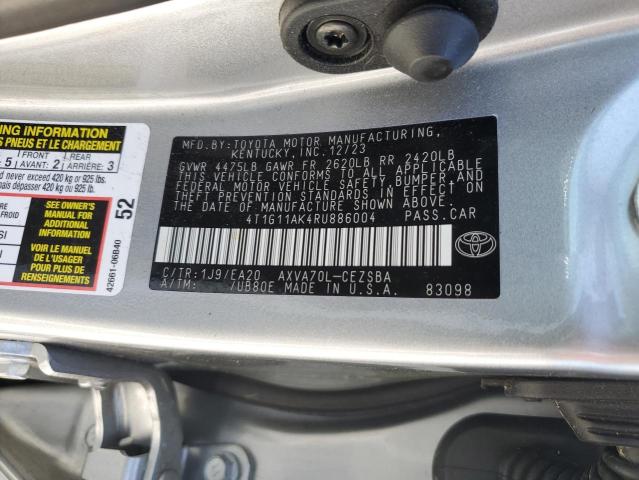 ING INFORMATION
S PNEUS ET LE CHARGEMENT
5 FRONT AVANT: 2 REAR ARRIÈRE: 3
never exceed 420 kg or 925 lbs.
dépasser 420 kg ou 925 lb.
SEE OWNER'S
MANUAL FOR
ADDITIONAL
INFORMATION
VOIR LE MANUEL
DE L'USAGER
POUR PLUS DE
RENSEIGNEMENTS
52
42661-06B40
MFD.BY:TOYOTA MOTOR MANUFACTURING,
KENTUCKY,INC.12/23
GVWR 4475LB GAWR FR 2620LB RR 2420LB
THIS VEHICLE CONFORMS TO ALL APPLICABLE
FEDERAL MOTOR VEHICLE SAFETY,BUMPER,AND
THEFT PREVENTION STANDARDS IN EFFECT ON
THE DATE OF MANUFACTURE SHOWN ABOVE.
4T1G11AK4RU886004 PASS.CAR
C/TR:1J9/EA20 AXVA70L-CEZSBA
A/TM: /UB80E MADE IN U.S.A. 83098